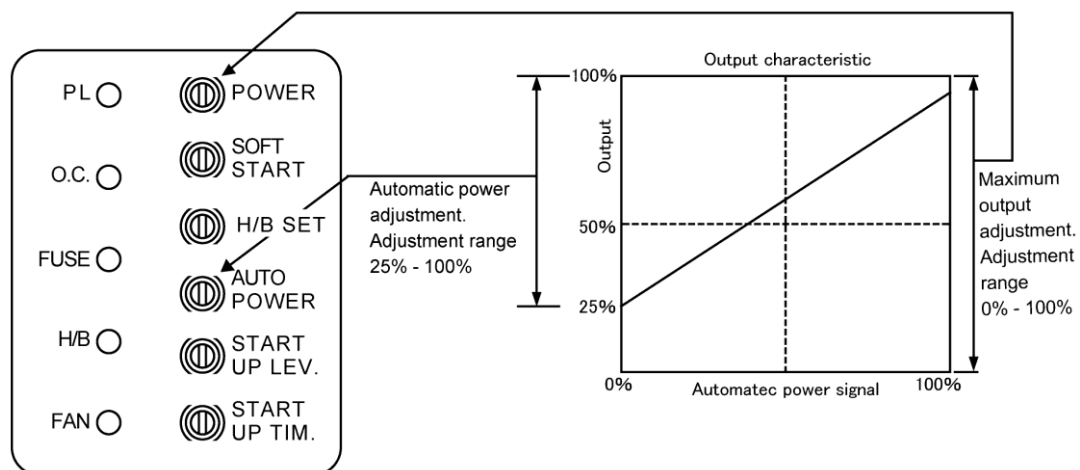 PL
POWER
SOFT
START
O.C.
H/B SET
FUSE
AUTO
POWER
H/B
START
UP LEV.
FAN
START
UP TIM.
Automatic power
adjustment.
Adjustment range
25% - 100%
Output characteristic
100%
Output
50%
25%
0%
Automatec power signal
100%
Maximum
output
adjustment.
Adjustment
range
0% - 100%